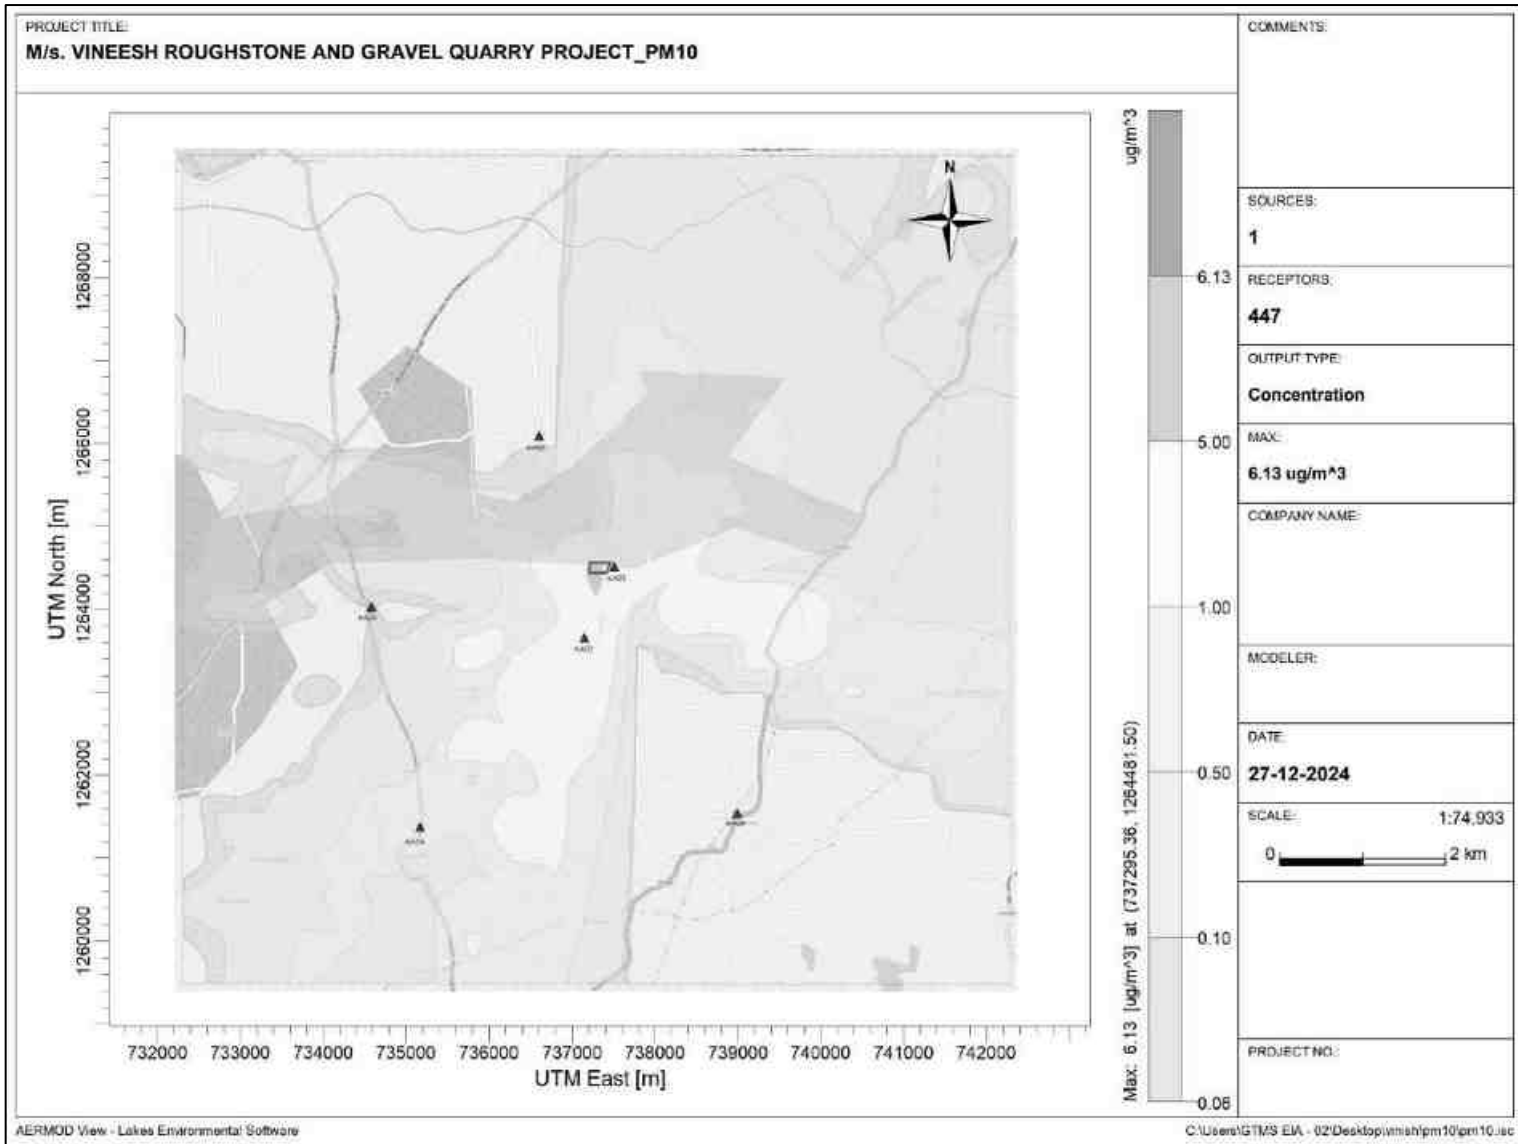 PROJECT TITLE:
M/s. VINEESH ROUGHSTONE AND GRAVEL QUARRY PROJECT_PM10
COMMENTS:
SOURCES:
1
RECEPTORS:
447
OUTPUT TYPE:
Concentration
MAX:
6.13 ug/m^3
COMPANY NAME:
MODELER:
DATE:
27-12-2024
SCALE:
1:74,933
0
2 km
PROJECT NO.:
N
ug/m^3
6.13
5.00
1.00
0.50
0.10
0.06
Max: 6.13 [ug/m^3] at (737295.36, 1264481.50)
UTM North [m]
1268000
1266000
1264000
1262000
1260000
732000 733000 734000 735000 736000 737000 738000 739000 740000 741000 742000
UTM East [m]
AERMOD View - Lakes Environmental Software